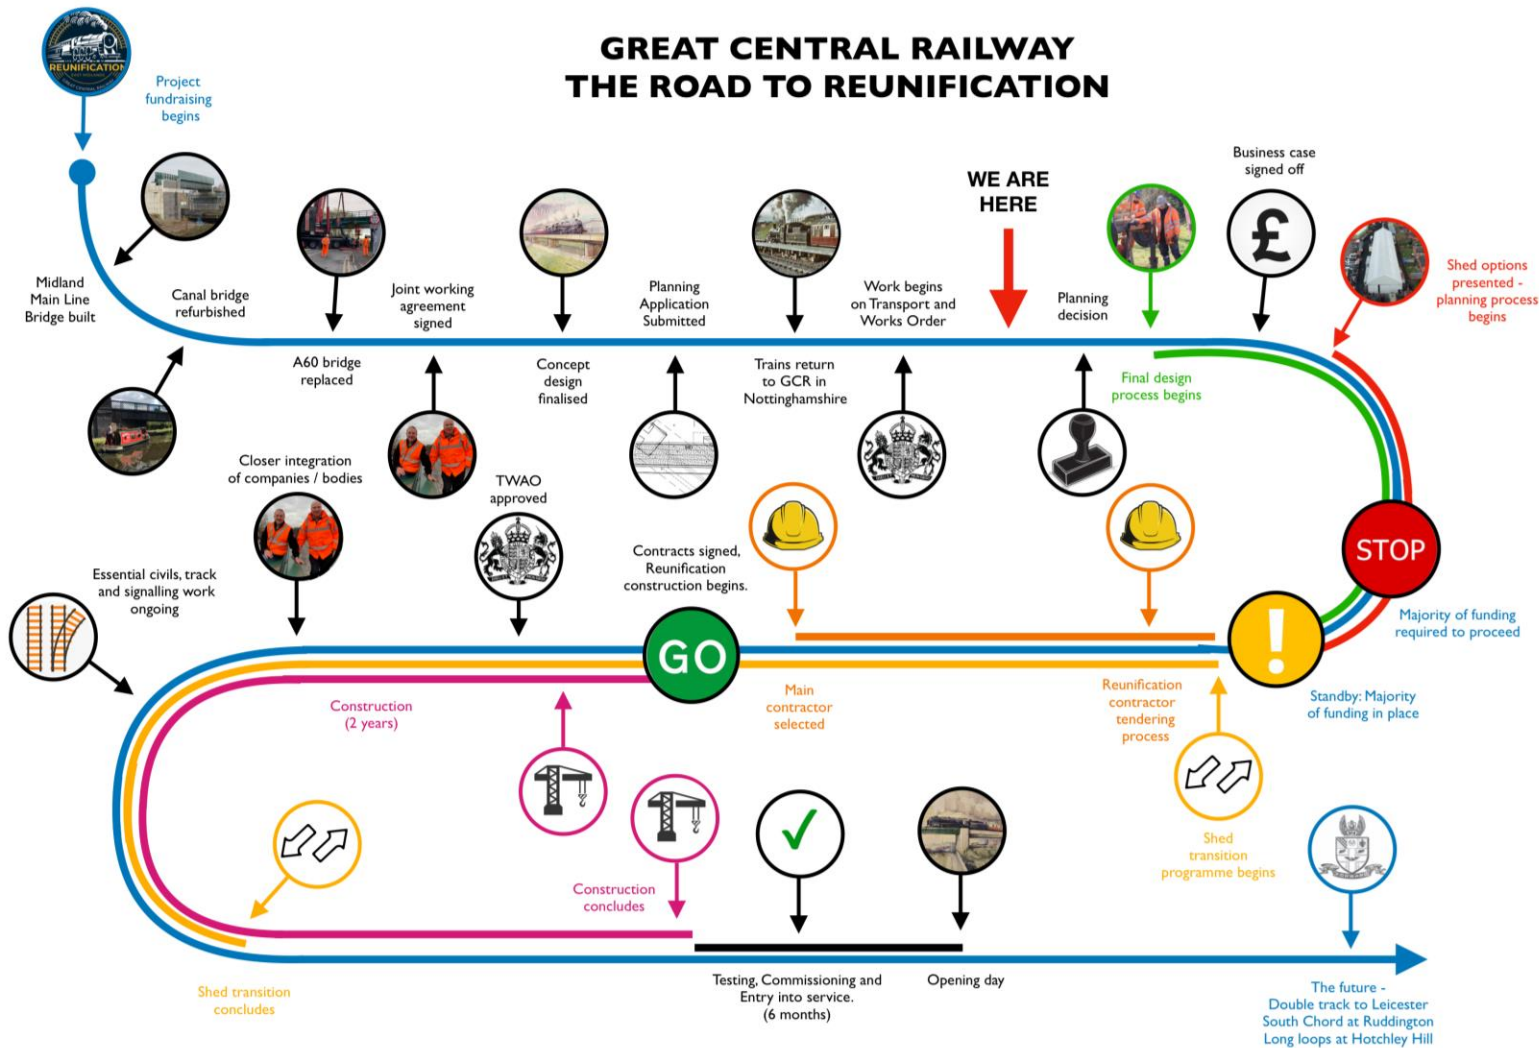 GREAT CENTRAL RAILWAY
THE ROAD TO REUNIFICATION
REUNIFICATION
Project
fundraising
begins
Midland
Main Line
Bridge built
Canal bridge
refurbished
A60 bridge
replaced
Joint working
agreement
signed
Concept
design
finalised
Planning
Application
Submitted
Trains return
to GCR in
Nottinghamshire
Work begins
on Transport and
Works Order
WE ARE
HERE
Planning
decision
Final design
process begins
Business case
signed off
£
Shed options
presented -
planning process
begins
STOP
Majority of funding
required to proceed
!
Standby: Majority
of funding in place
Reunification
contractor
tendering
process
Shed
transition
programme begins
Main
contractor
selected
Contracts signed,
Reunification
construction begins.
GO
TWAO
approved
Construction
(2 years)
Closer integration
of companies / bodies
Essential civils, track
and signalling work
ongoing
Shed transition
concludes
Construction
concludes
Testing, Commissioning and
Entry into service.
(6 months)
Opening day
The future -
Double track to Leicester
South Chord at Ruddington
Long loops at Hotchley Hill